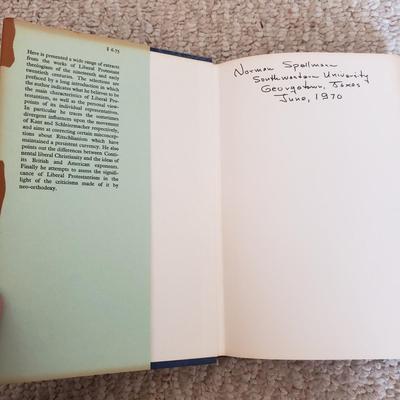 $ 6.75
Here is presented a wide range of extracts
from the works of Liberal Protestant
theologians of the nineteenth and early
twentieth centuries. The selections are
prefaced by a long introduction in which
the author indicates what he believes to be
the main characteristics of Liberal Pro-
testantism, as well as the personal view-
points of its individual representatives.
In particular he traces the sometimes
divergent influences upon the movement
of Kant and Schleiermacher respectively,
and aims at correcting certain misconcep-
tions about Ritschlianism which have
maintained a persistent currency. He also
points out the differences between Conti-
nental liberal Christianity and the ideas of
its British and American exponents.
Finally he attempts to assess the signifi-
cance of Liberal Protestantism in the
light of the criticisms made of it by
neo-orthodoxy.
Norman Spellmann
Southwestern University
Georgetown, Texas
June, 1970